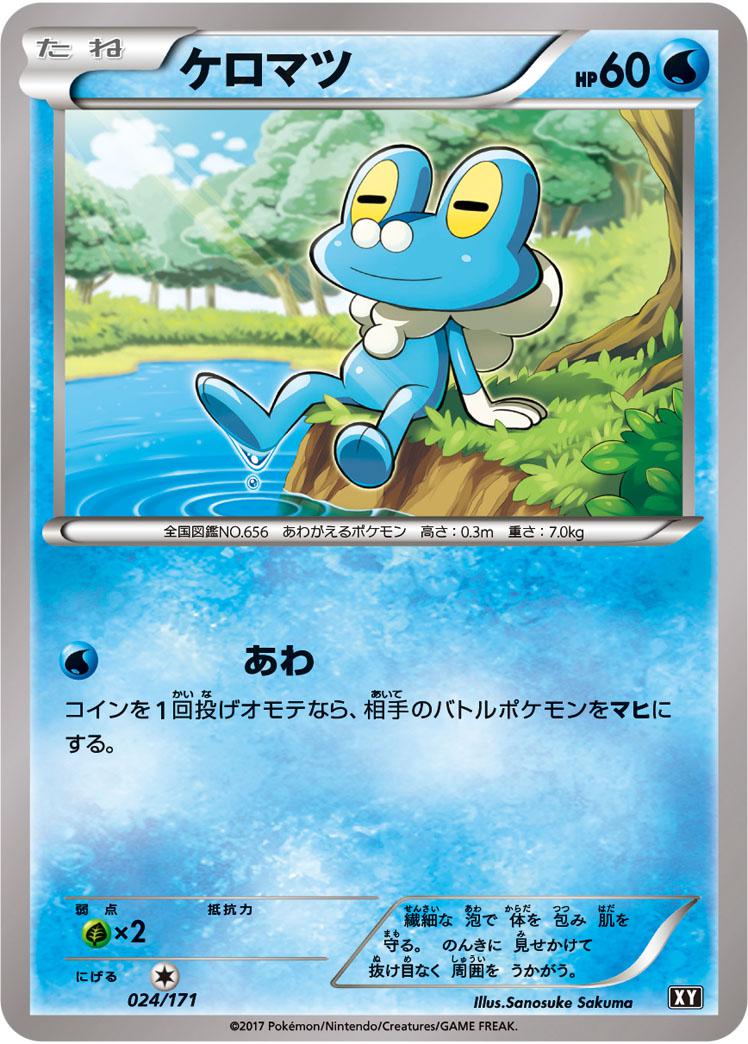 たね ケロマツ HP60
全国図鑑NO.656 あわがえるポケモン 高さ：0.3m 重さ：7.0kg
あわ
コインを1回投げオモテなら、相手のバトルポケモンをマヒに
する。
弱点 抵抗力
×2
にげる
024/171
繊細な 泡で 体を 包み 肌を
守る。 のんきに 見せかけて
抜け目なく 周囲を うかがう。
Illus.Sanosuke Sakuma
XY
©2017 Pokémon/Nintendo/Creatures/GAME FREAK.